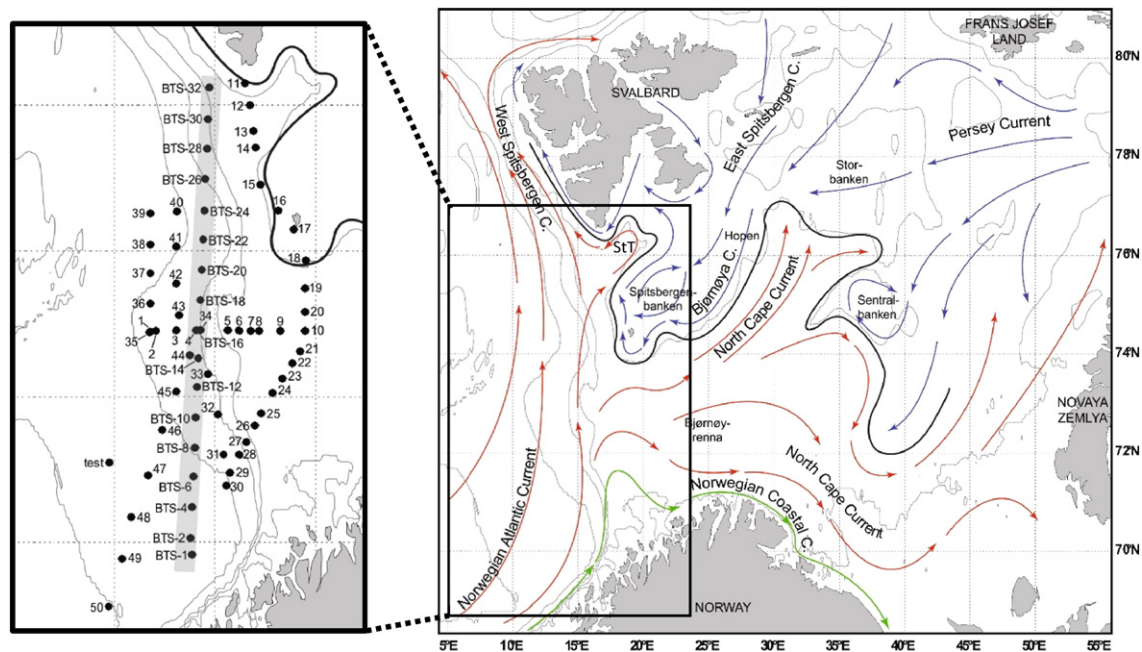 11
BTS-32
12
BTS-30
13
BTS-28
14
BTS-26
15
40
39
BTS-24
16
17
41
38
BTS-22
18
37
BTS-20
42
19
36
BTS-18
43
34
20
1
5 6 78 9 10
35
2
3
4
BTS-16
44
21
BTS-14
22
33
23
BTS-12
45
24
32
25
BTS-10
46
26
27
BTS-8
31
28
test
47
29
BTS-6
30
BTS-4
48
BTS-2
49
BTS-1
50
FRANS JOSEF
LAND
80°N
SVALBARD
West Spitsbergen C.
East Spitsbergen C.
Persey Current
Stor-
banken
78°N
Hopen
StT
76°N
Spitsbergen-
banken
Bjørnøya C.
North Cape Current
Sentral-
banken
74°N
NOVAYA
ZEMLYA
Bjørnøy-
renna
72°N
North Cape Current
Norwegian Coastal C.
Norwegian Atlantic Current
70°N
NORWAY
5°E 10°E 15°E 20°E 25°E 30°E 35°E 40°E 45°E 50°E 55°E